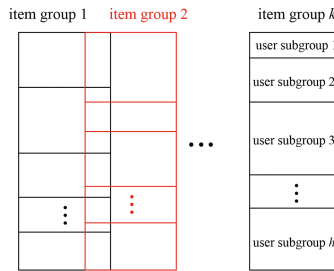 item group 1
item group 2
item group k
user subgroup 1
user subgroup 2
user subgroup 3
user subgroup h